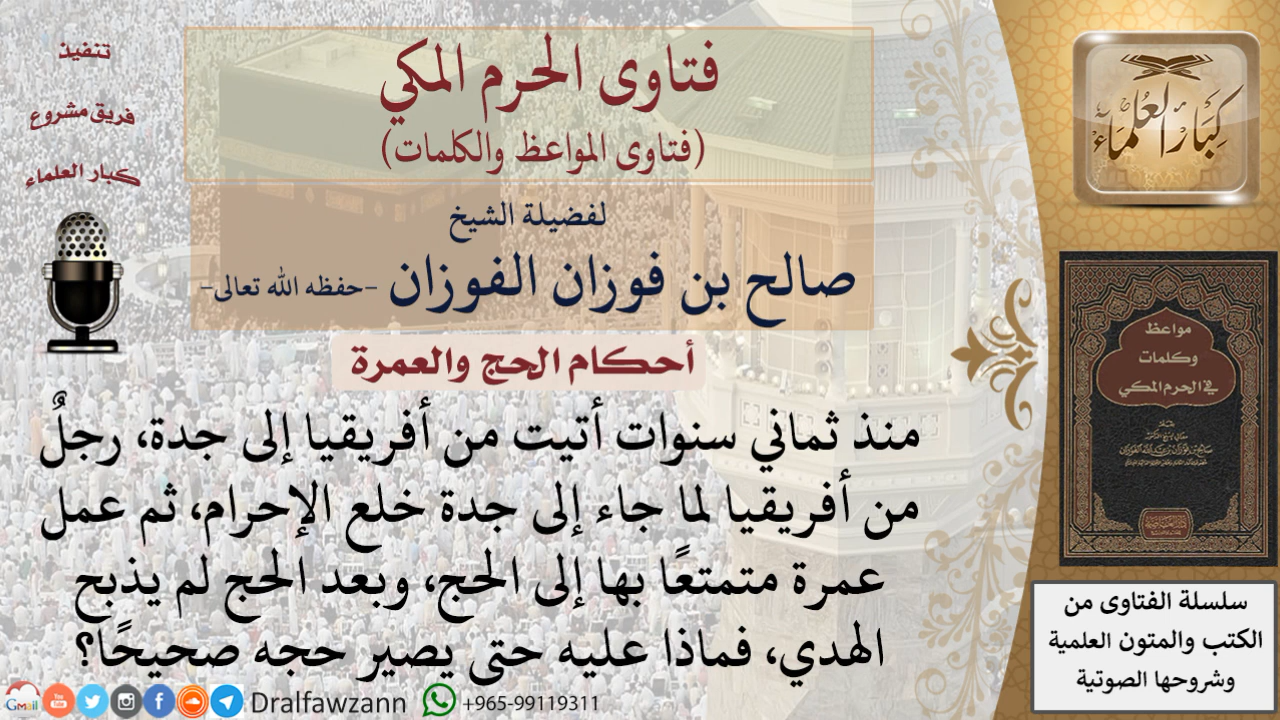 فتاوى الحرم المكي
(فتاوى المواعظ والكلمات)
لفضيلة الشيخ
صالح بن فوزان الفوزان -حفظه الله تعالى-
أحكام الحج والعمرة
منذ ثماني سنوات أتيت من أفريقيا إلى جدة، رجلٌ
من أفريقيا لما جاء إلى جدة خلع الإحرام، ثم عمل
عمرة متمتعًا بها إلى الحج، وبعد الحج لم يذبح
الهدي، فماذا عليه حتى يصير حجه صحيحًا؟
تنفيذ
فريق مشروع
كبار العلماء
كبار العلماء
مواعظ
وكلمات
في الحرم المكي
سلسلة الفتاوى من
الكتب والمتون العلمية
وشروحها الصوتية
Gmail
You Tube
Dralfawzann
+965-99119311